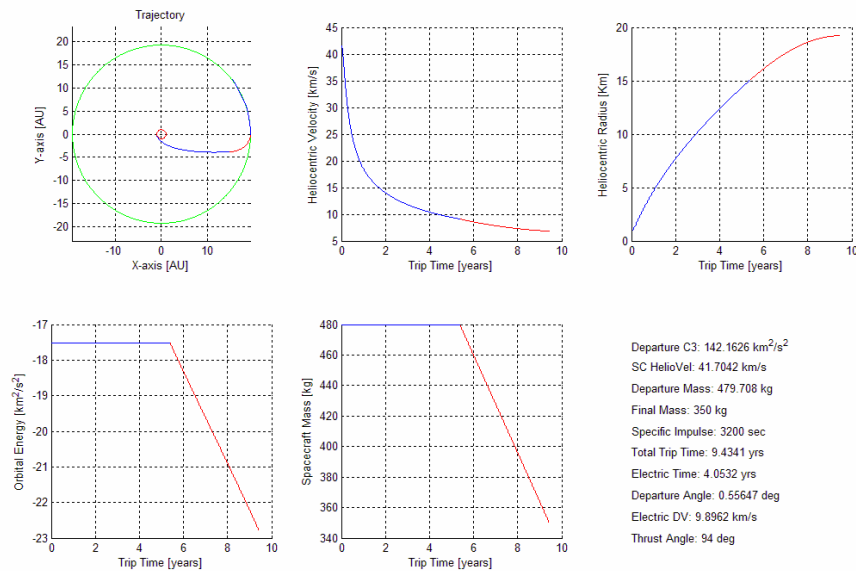 Trajectory
20
15
10
5
0
-5
-10
-15
-20
Y-axis [AU]
-10 0 10
X-axis [AU]
45
40
35
30
25
20
15
10
5
Heliocentric Velocity [km/s]
0 2 4 6 8 10
Trip Time [years]
20
15
10
5
0
Heliocentric Radius [Km]
0 2 4 6 8 10
Trip Time [years]
-17
-18
-19
-20
-21
-22
-23
Orbital Energy [km²/s²]
0 2 4 6 8 10
Trip Time [years]
480
460
440
420
400
380
360
340
Spacecraft Mass [kg]
0 2 4 6 8 10
Trip Time [years]
Departure C3: 142.1626 km²/s²
SC HelioVel: 41.7042 km/s
Departure Mass: 479.708 kg
Final Mass: 350 kg
Specific Impulse: 3200 sec
Total Trip Time: 9.4341 yrs
Electric Time: 4.0532 yrs
Departure Angle: 0.55647 deg
Electric DV: 9.8962 km/s
Thrust Angle: 94 deg